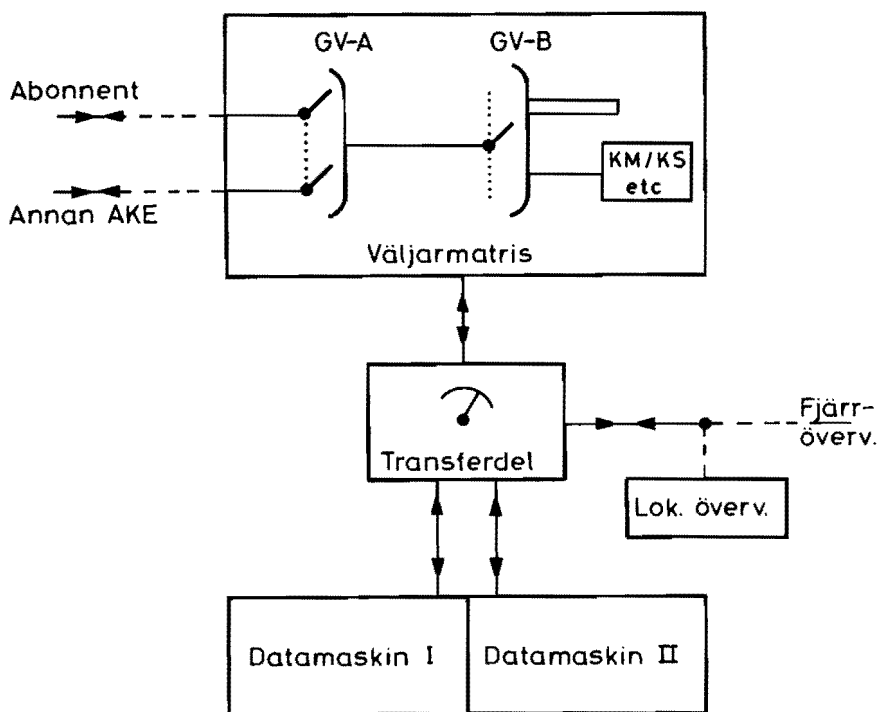 GV-A
GV-B
Abonnent
KM/KS
etc
Annan AKE
Väljarmatris
Fjärr-
överv.
Transferdel
Lok. överv.
Datamaskin I
Datamaskin II